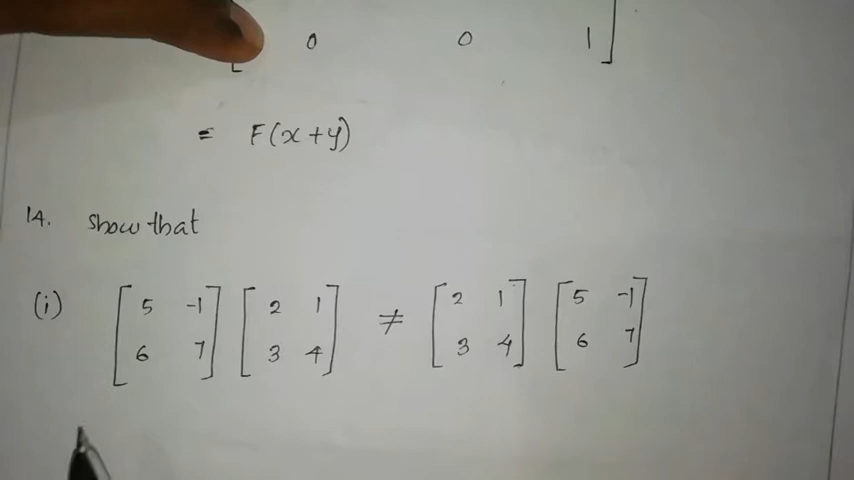 [ 0 0 1 ]
= F(x+y)
14. show that
(i) [ 5 -1 ] [ 2 1 ] ≠ [ 2 1 ] [ 5 -1 ]
[ 6 7 ] [ 3 4 ] [ 3 4 ] [ 6 7 ]